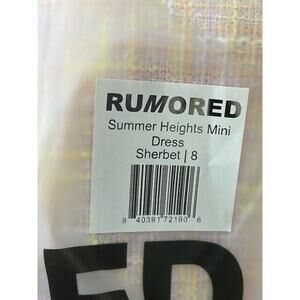 RUMORED
Summer Heights Mini
Dress
Sherbet | 8
8 40391 72190 6
ED